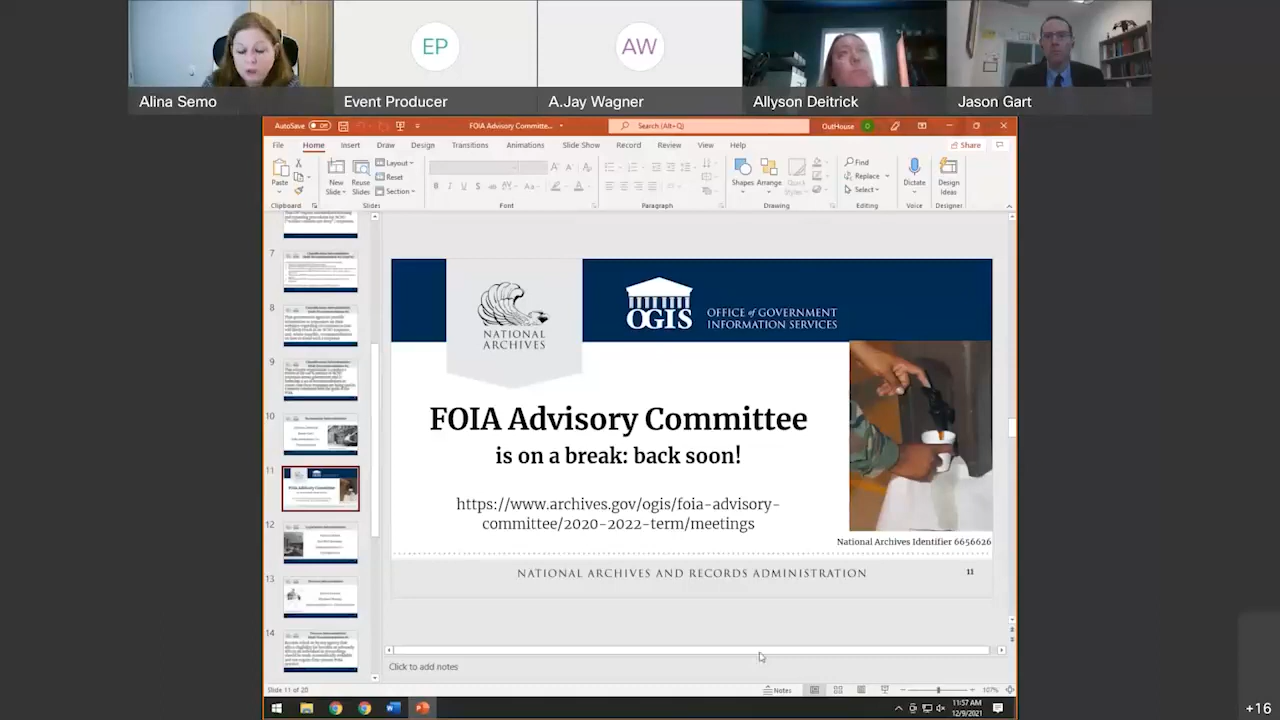 EP
AW
Alina Semo
Event Producer
A.Jay Wagner
Allyson Deitrick
Jason Gart
AutoSave Off
FOIA Advisory Committe...
Search (Alt+Q)
OutHouse O
File Home Insert Draw Design Transitions Animations Slide Show Record Review View Help
Share
Paste
New Slide
Reuse Slides
Layout
Reset
Section
Shapes
Arrange
Quick Styles
Find
Replace
Select
Dictate
Design Ideas
Clipboard
Slides
Font
Paragraph
Drawing
Editing
Voice
Designer
7
8
9
10
11
12
13
14
NATIONAL
ARCHIVES
OGIS
OFFICE of GOVERNMENT
INFORMATION SERVICES
FOIA Advisory Committee
is on a break: back soon!
https://www.archives.gov/ogis/foia-advisory-
committee/2020-2022-term/meetings
National Archives Identifier 6656626
NATIONAL ARCHIVES AND RECORDS ADMINISTRATION
11
Click to add notes
Slide 11 of 20
Notes
107%
11:57 AM
12/9/2021
+16